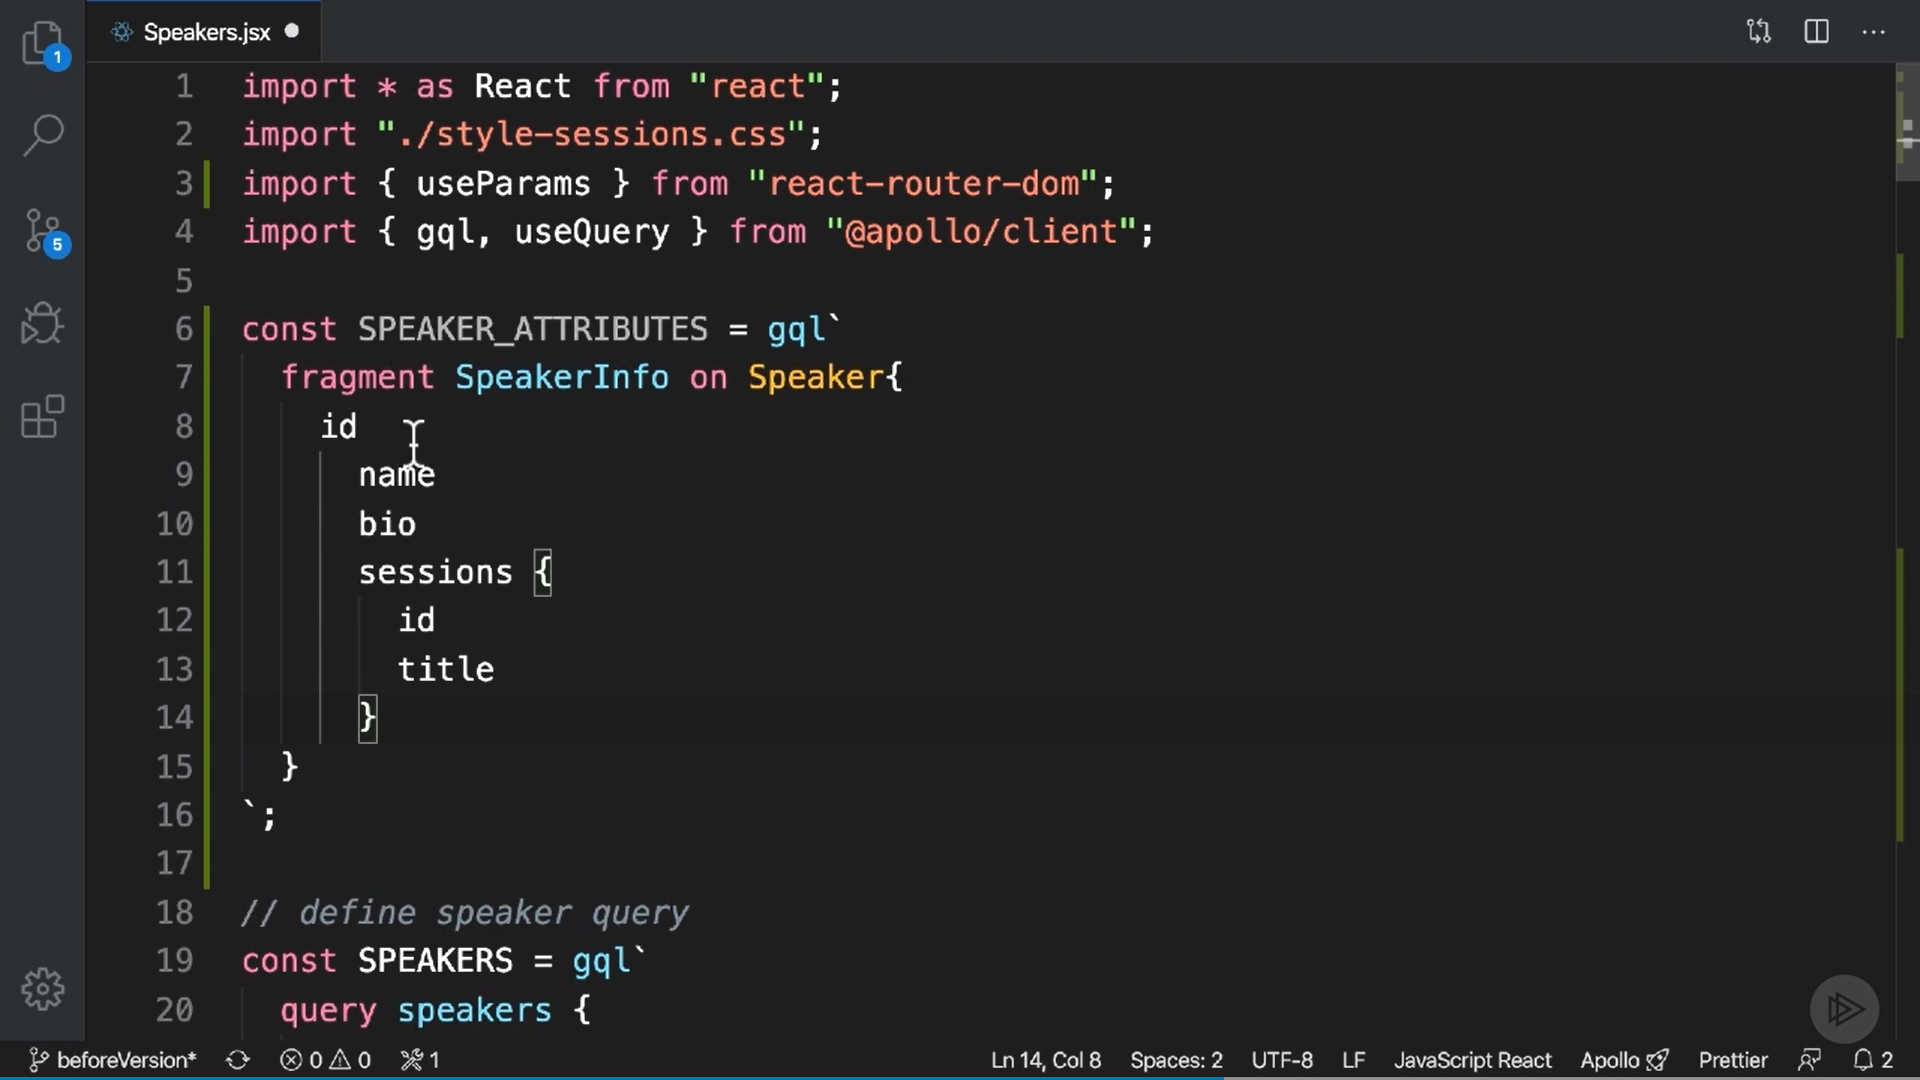 Speakers.jsx
1
1 import * as React from "react";
2 import "./style-sessions.css";
3 import { useParams } from "react-router-dom";
4 import { gql, useQuery } from "@apollo/client";
5
5
6 const SPEAKER_ATTRIBUTES = gql`
7 fragment SpeakerInfo on Speaker{
8 id
9 name
10 bio
11 sessions {
12 id
13 title
14 }
15 }
16 `;
17
18 // define speaker query
19 const SPEAKERS = gql`
20 query speakers {
beforeVersion* 0 0 1 Ln 14, Col 8 Spaces: 2 UTF-8 LF JavaScript React Apollo Prettier 2